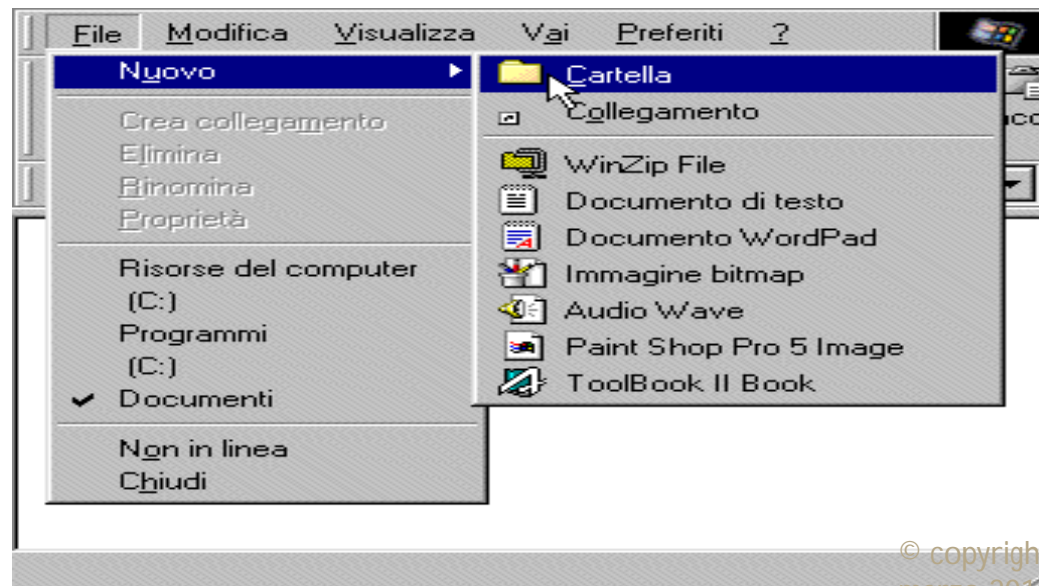 File Modifica Visualizza Vai Preferiti ?
Nuovo
Crea collegamento
Elimina
Rinomina
Proprietà
Risorse del computer
(C:)
Programmi
(C:)
Documenti
Non in linea
Chiudi
Cartella
Collegamento
WinZip File
Documento di testo
Documento WordPad
Immagine bitmap
Audio Wave
Paint Shop Pro 5 Image
ToolBook II Book
© copyrigh